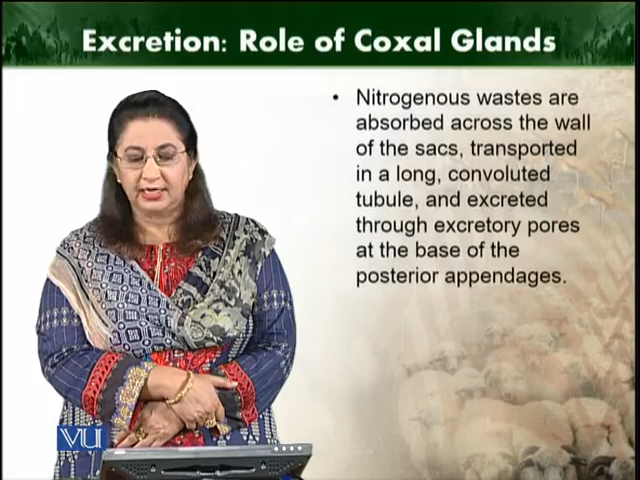 Excretion: Role of Coxal Glands
• Nitrogenous wastes are
absorbed across the wall
of the sacs, transported
in a long, convoluted
tubule, and excreted
through excretory pores
at the base of the
posterior appendages.
VU